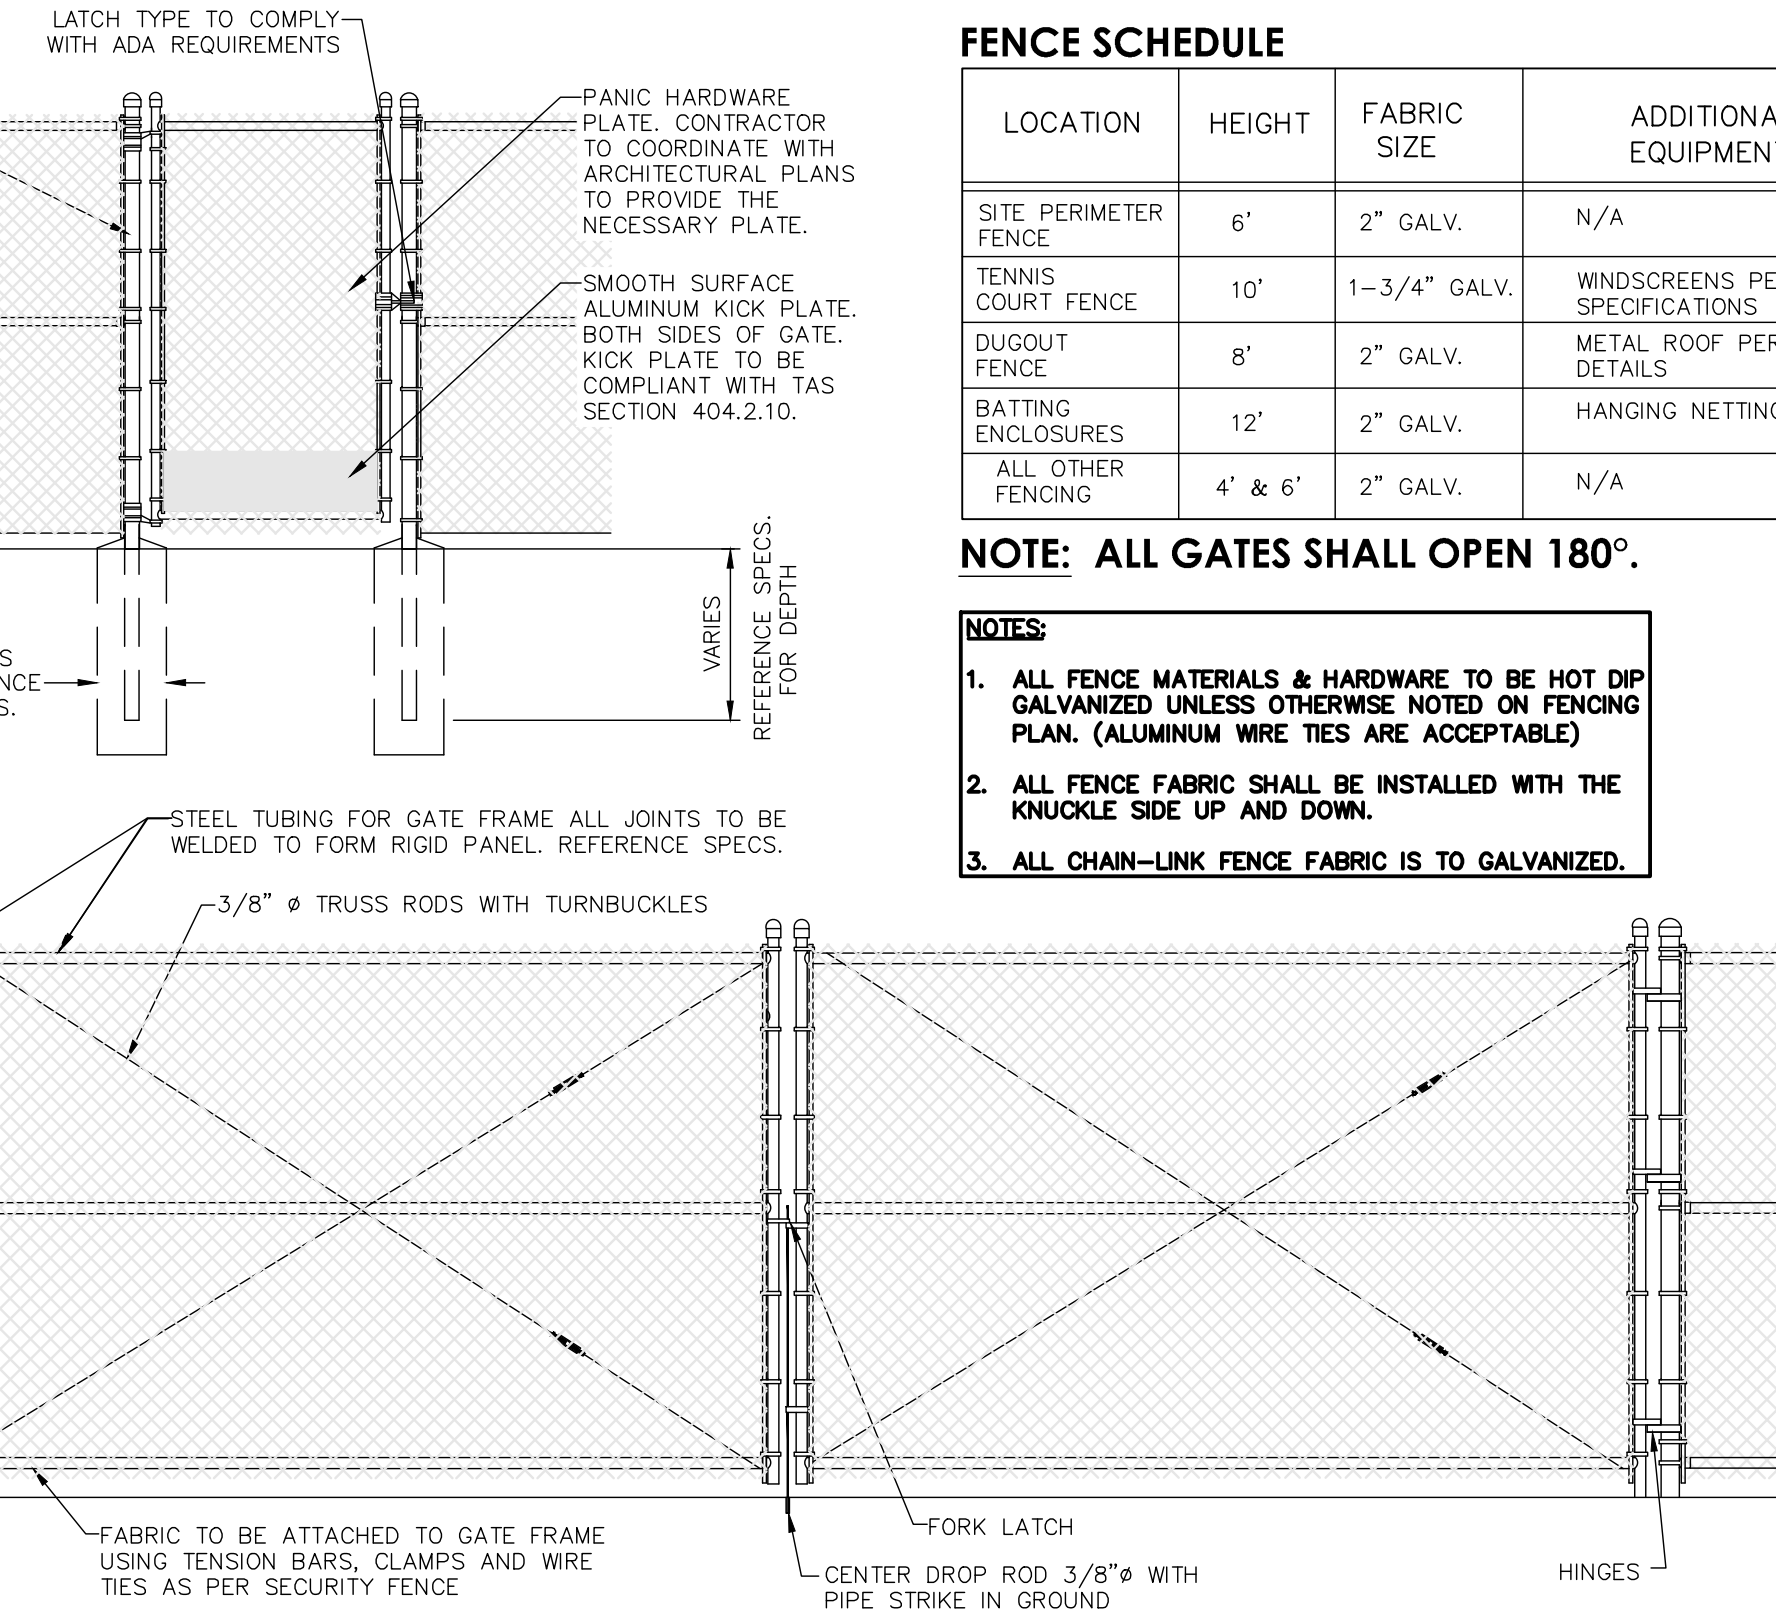 LATCH TYPE TO COMPLY
WITH ADA REQUIREMENTS
PANIC HARDWARE
PLATE. CONTRACTOR
TO COORDINATE WITH
ARCHITECTURAL PLANS
TO PROVIDE THE
NECESSARY PLATE.
SMOOTH SURFACE
ALUMINUM KICK PLATE.
BOTH SIDES OF GATE.
KICK PLATE TO BE
COMPLIANT WITH TAS
SECTION 404.2.10.
VARIES
REFERENCE SPECS.
FOR DEPTH
FENCE SCHEDULE
LOCATION
HEIGHT
FABRIC
SIZE
SITE PERIMETER
FENCE
6'
2" GALV.
N/A
TENNIS
COURT FENCE
10'
1-3/4" GALV.
WINDSCREENS
SPECIFICATIONS
DUGOUT
FENCE
8'
2" GALV.
METAL ROOF PER
DETAILS
BATTING
ENCLOSURES
12'
2" GALV.
HANGING
ALL OTHER
FENCING
4' & 6'
2" GALV.
N/A
NOTE: ALL GATES SHALL OPEN 180°.
NOTES:
1. ALL FENCE MATERIALS & HARDWARE TO BE HOT DIP
GALVANIZED UNLESS OTHERWISE NOTED ON FENCING
PLAN. (ALUMINUM WIRE TIES ARE ACCEPTABLE)
2. ALL FENCE FABRIC SHALL BE INSTALLED WITH THE
KNUCKLE SIDE UP AND DOWN.
3. ALL CHAIN-LINK FENCE FABRIC IS TO GALVANIZED.
STEEL TUBING FOR GATE FRAME ALL JOINTS TO BE
WELDED TO FORM RIGID PANEL. REFERENCE SPECS.
3/8" ø TRUSS RODS WITH TURNBUCKLES
FABRIC TO BE ATTACHED TO GATE FRAME
USING TENSION BARS, CLAMPS AND WIRE
TIES AS PER SECURITY FENCE
FORK LATCH
CENTER DROP ROD 3/8"ø WITH
PIPE STRIKE IN GROUND
HINGES